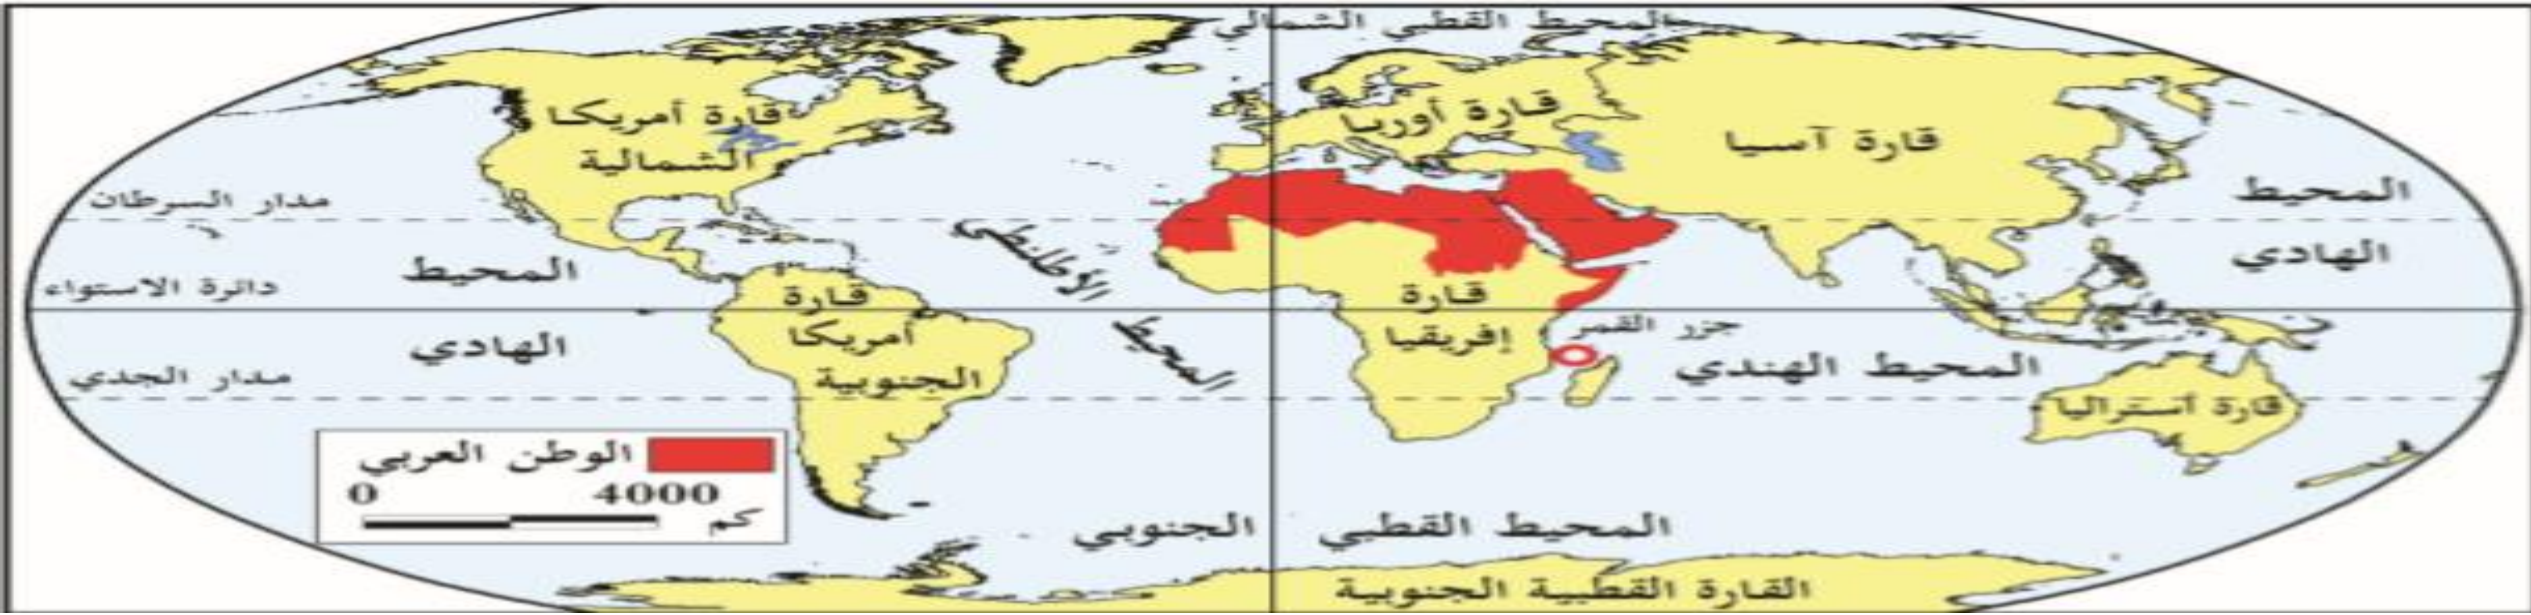 المحيط القطبي الشمالي
قارة أمريكا
الشمالية
قارة أوربا
قارة آسيا
مدار السرطان
المحيط
الهادي
المحيط
الأطلنطي
دائرة الاستواء
قارة
أمريكا
الجنوبية
قارة
إفريقيا
جزر القمر
المحيط
الهادي
المحيط
المحيط الهندي
مدار الجدي
قارة أستراليا
الوطن العربي
0 4000
كم
المحيط القطبي الجنوبي
القارة القطبية الجنوبية